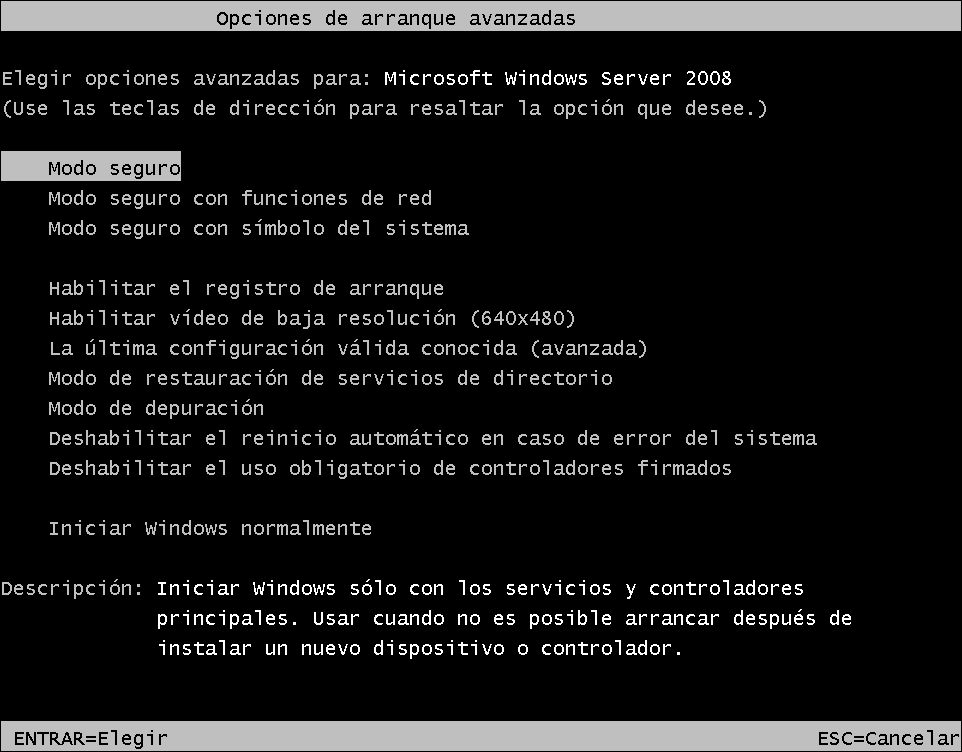 Opciones de arranque avanzadas
Elegir opciones avanzadas para: Microsoft Windows Server 2008
(Use las teclas de dirección para resaltar la opción que desee.)
Modo seguro
Modo seguro con funciones de red
Modo seguro con símbolo del sistema
Habilitar el registro de arranque
Habilitar vídeo de baja resolución (640x480)
La última configuración válida conocida (avanzada)
Modo de restauración de servicios de directorio
Modo de depuración
Deshabilitar el reinicio automático en caso de error del sistema
Deshabilitar el uso obligatorio de controladores firmados
Iniciar Windows normalmente
Descripción: Iniciar Windows sólo con los servicios y controladores
principales. Usar cuando no es posible arrancar después de
instalar un nuevo dispositivo o controlador.
ENTRAR=Elegir ESC=Cancelar